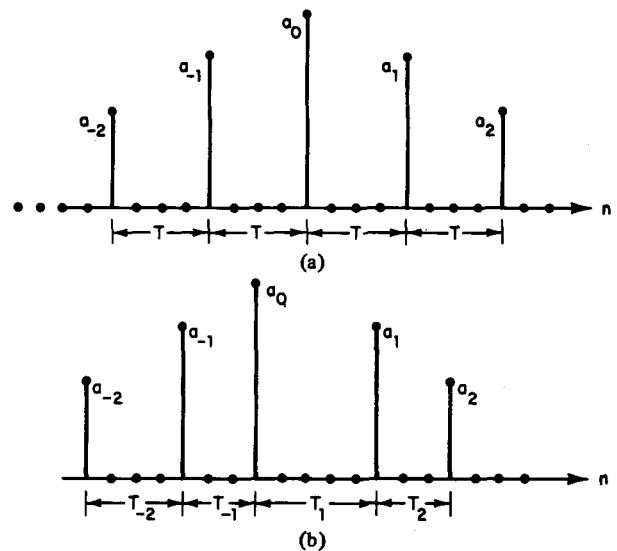 a_0
a_{-1}
a_1
a_{-2}
a_2
n
T T T T
(a)
a_0
a_{-1}
a_1
a_{-2}
a_2
n
T_{-2} T_{-1} T_1 T_2
(b)